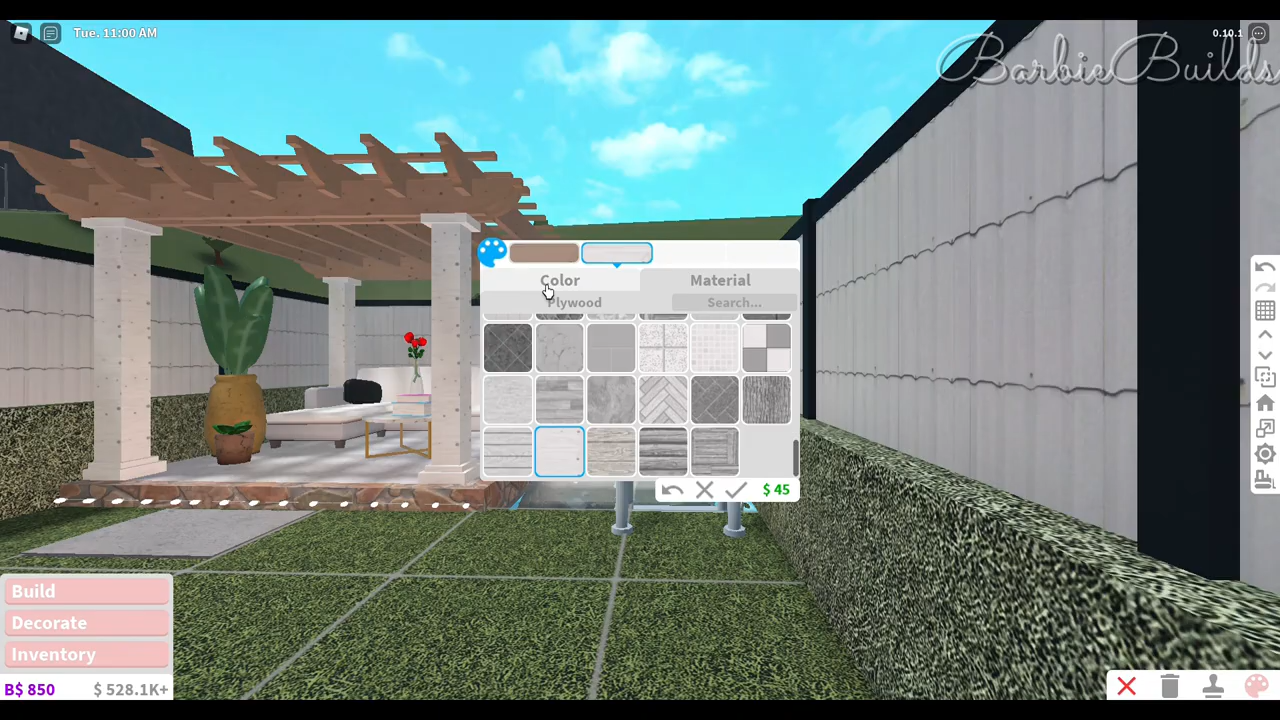 Tue. 11:00 AM
0.10.1
BarbieBuilds
Color
Material
Plywood
Search...
$ 45
Build
Decorate
Inventory
B$ 850
$ 528.1K+